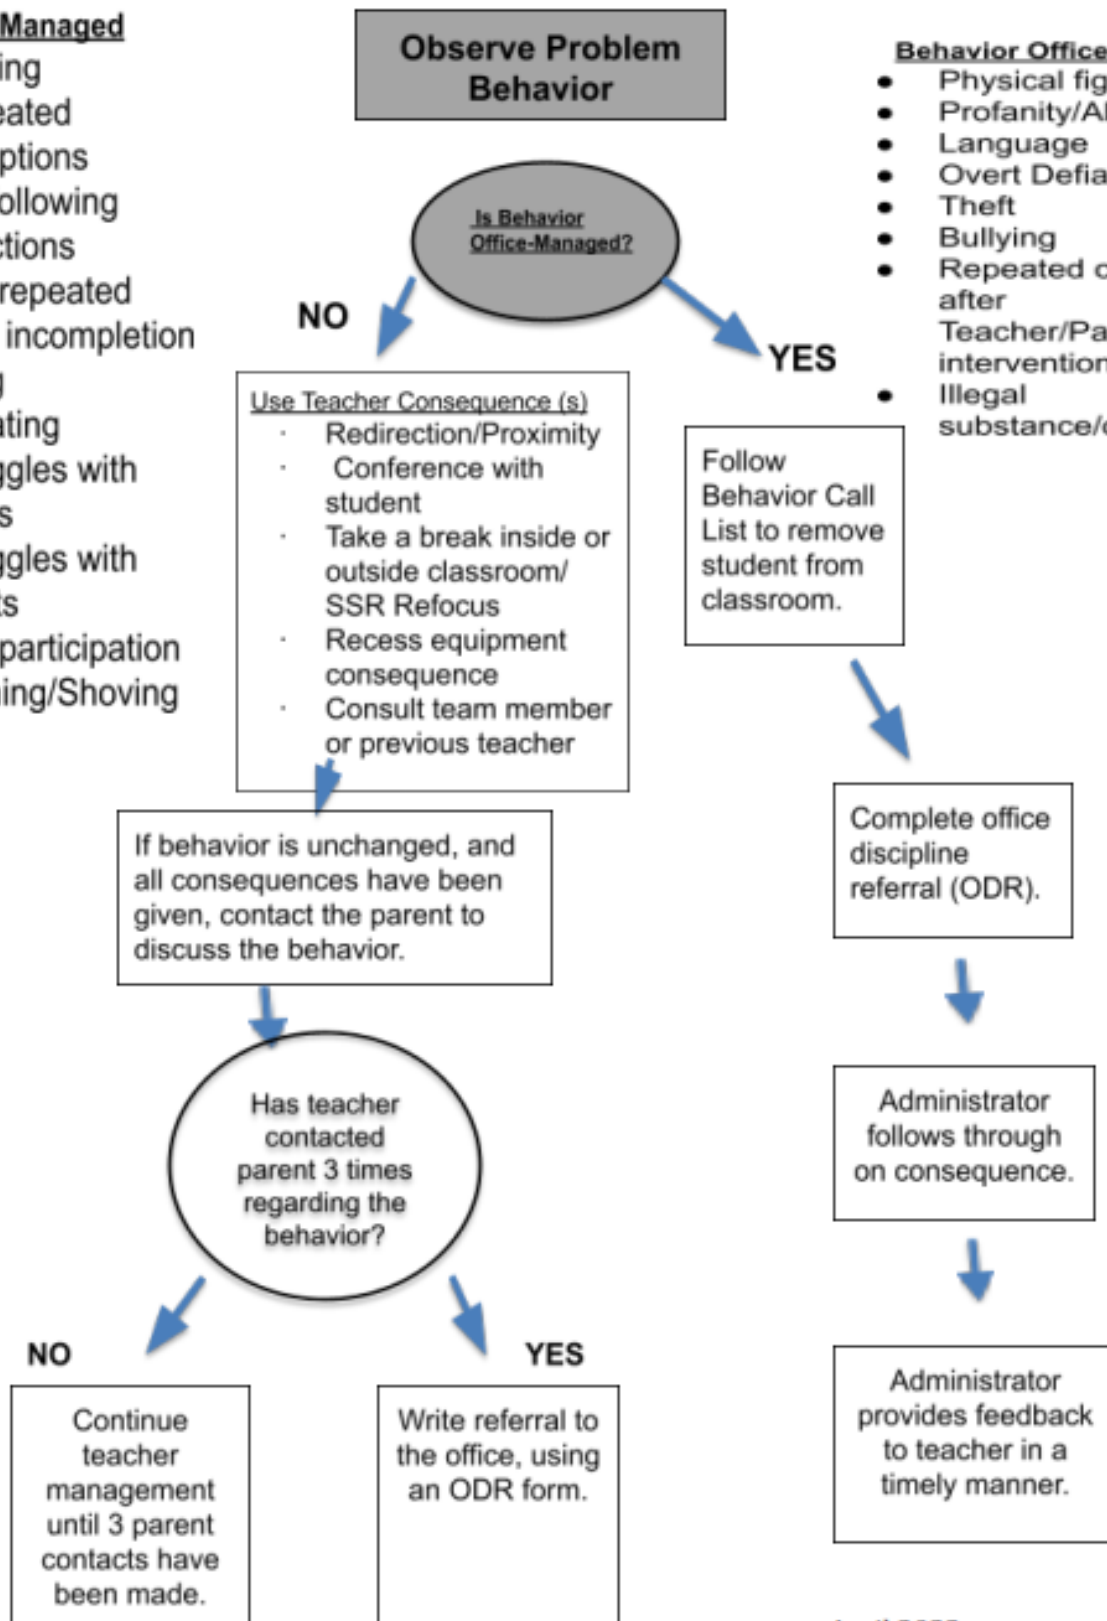 Managed
ing
eated
ptions
ollowing
ctions
repeated
incompletion
g
ating
ggles with
s
ggles with
ts
participation
ning/Shoving
Observe Problem
Behavior
Is Behavior
Office-Managed?
NO
YES
Behavior Office
Physical fig
Profanity/A
Language
Overt Defia
Theft
Bullying
Repeated
after
Teacher/Pa
intervention
Illegal
substance/
Use Teacher Consequence (s)
· Redirection/Proximity
· Conference with
student
· Take a break inside or
outside classroom/
SSR Refocus
· Recess equipment
consequence
· Consult team member
or previous teacher
Follow
Behavior Call
List to remove
student from
classroom.
If behavior is unchanged, and
all consequences have been
given, contact the parent to
discuss the behavior.
Complete office
discipline
referral (ODR).
Has teacher
contacted
parent 3 times
regarding the
behavior?
Administrator
follows through
on consequence.
NO
YES
Continue
teacher
management
until 3 parent
contacts have
been made.
Write referral to
the office, using
an ODR form.
Administrator
provides feedback
to teacher in a
timely manner.